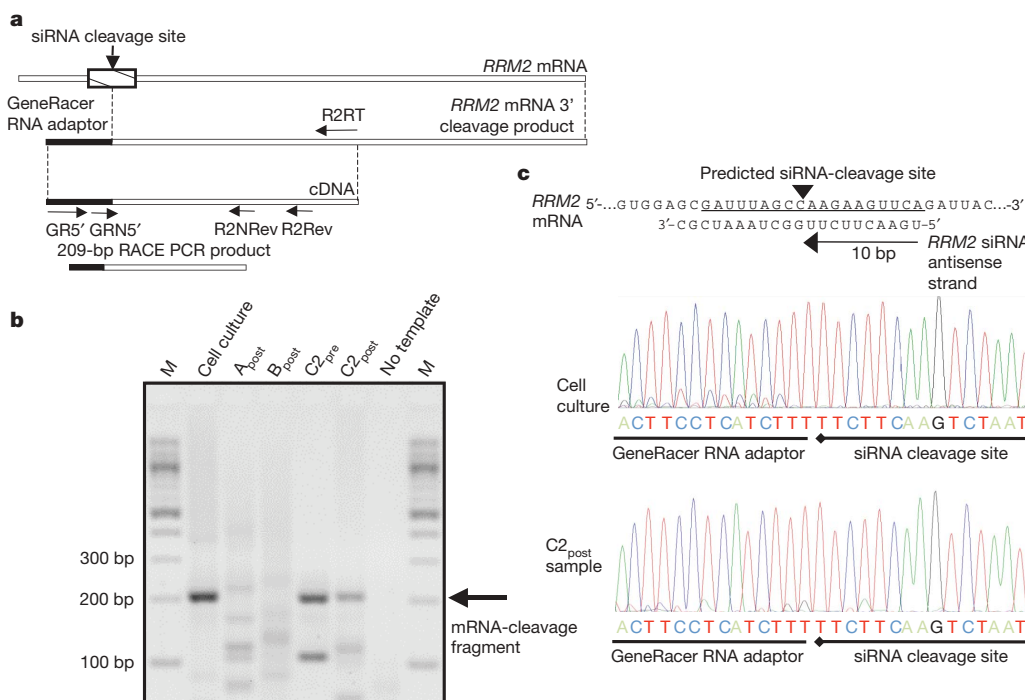 a
siRNA cleavage site
RRM2 mRNA
GeneRacer
RNA adaptor
R2RT
RRM2 mRNA 3'
cleavage product
cDNA
GR5' GRN5' R2NRev R2Rev
209-bp RACE PCR product
b
M
Cell culture
Apost
Bpost
C2pre
C2post
No template
M
300 bp
200 bp
100 bp
mRNA-cleavage
fragment
c
Predicted siRNA-cleavage site
RRM2 5'-...GUGGAGCGAUUUAGCCAAGAAGUUCAGAUUAC...-3'
mRNA 3'-CGCUAAAUCGGUUCUUCAAGU-5'
10 bp
RRM2 siRNA
antisense
strand
Cell
culture
ACTTCCTCATCTTTTTCTTCAAGTCTAAT
GeneRacer RNA adaptor siRNA cleavage site
C2post
sample
ACTTCCTCATCTTTTTCTTCAAGTCTAAT
GeneRacer RNA adaptor siRNA cleavage site